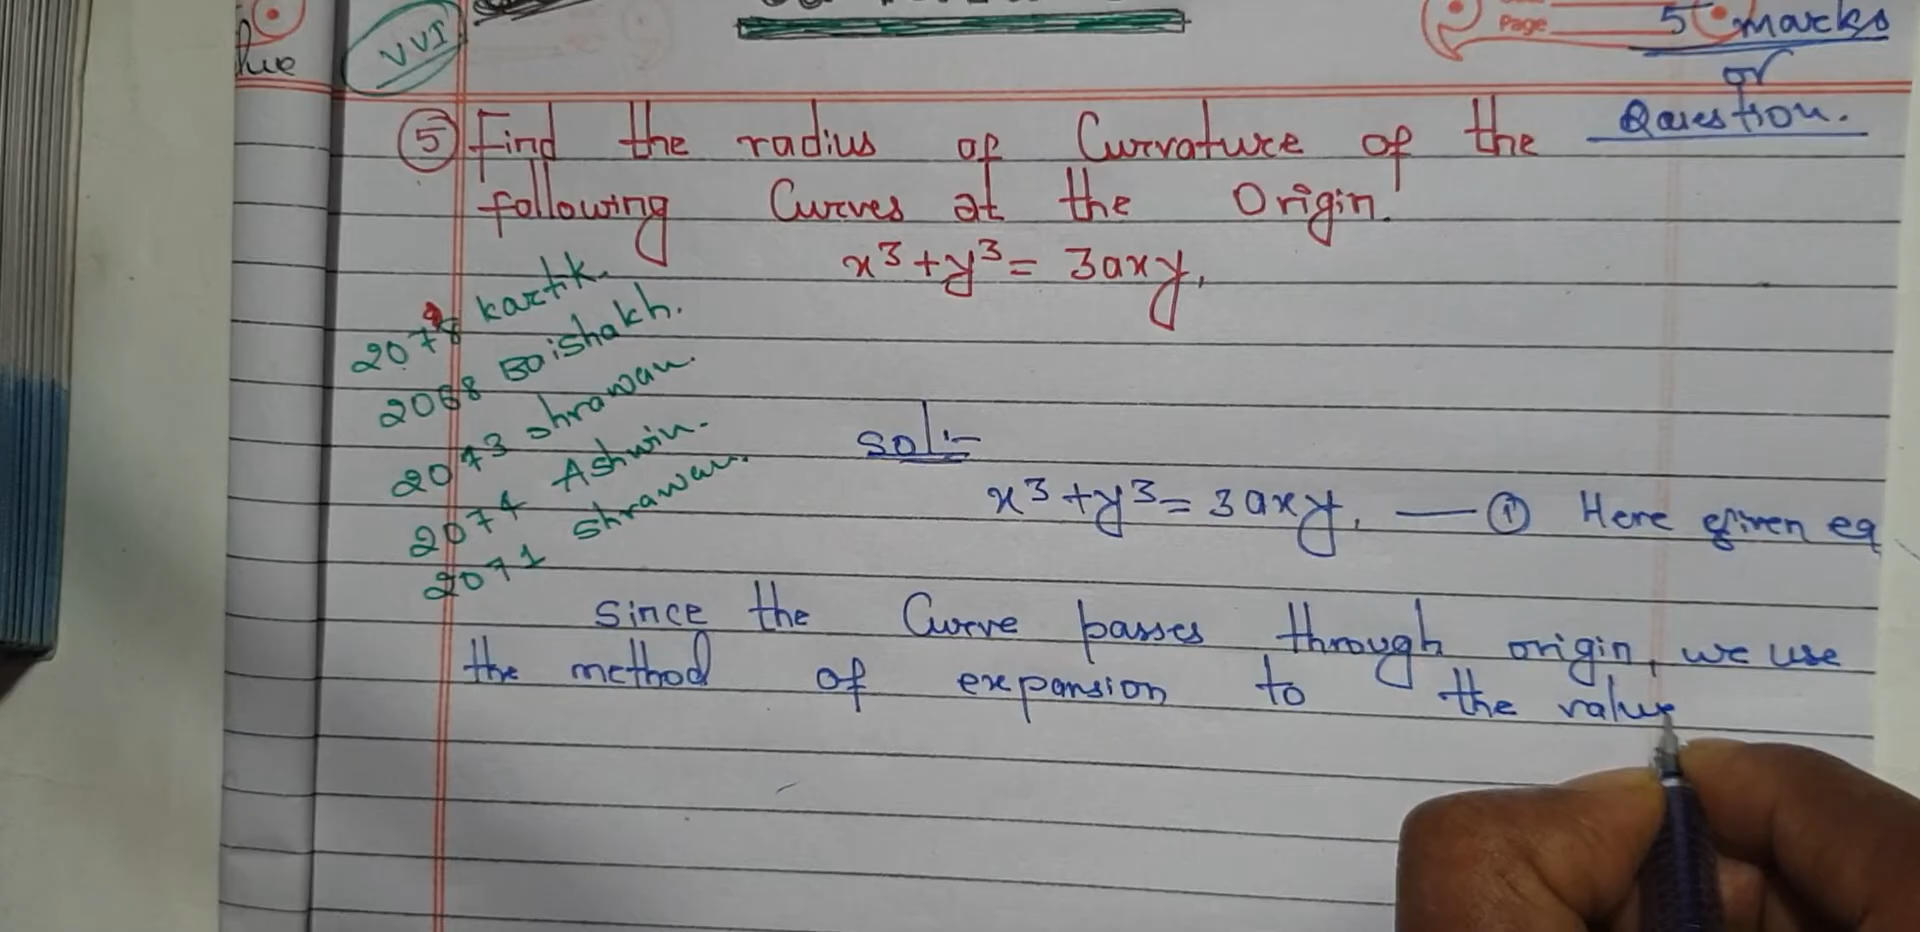 VVI
Page
5 marks
or
Question.
5 Find the radius of Curvature of the
following Curves at the Origin.
x³+y³= 3axy,
kartik.
2068 Baishakh.
2073 shrawan.
2074 Ashwin.
2071 shrawan.
sol:-
x³+y³= 3axy, — ① Here given eq
since the Curve passes through origin, we use
the method of expansion to the value